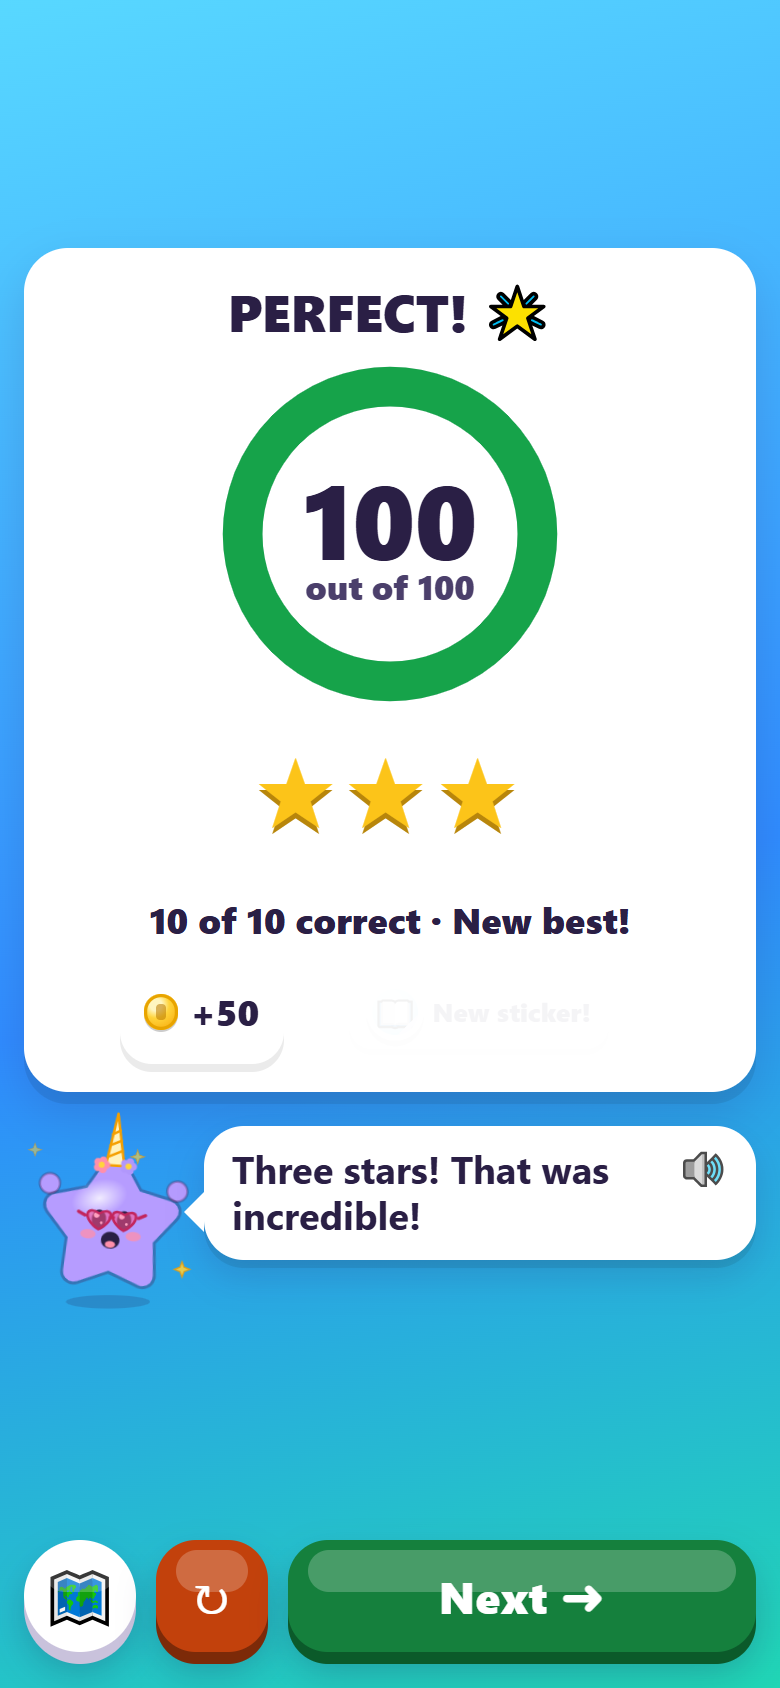 PERFECT!
100
out of 100
10 of 10 correct · New best!
+50
New sticker!
Three stars! That was
incredible!
Next →